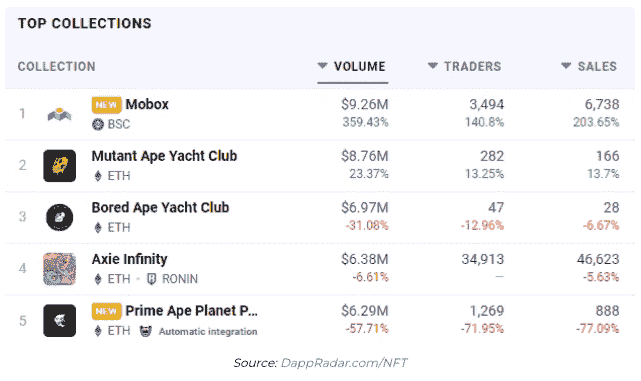 TOP COLLECTIONS
COLLECTION VOLUME TRADERS SALES
1 NEW Mobox $9.26M 3,494 6,738
BSC 359.43% 140.8% 203.65%
2 Mutant Ape Yacht Club $8.76M 282 166
ETH 23.37% 13.25% 13.7%
3 Bored Ape Yacht Club $6.97M 47 28
ETH -31.08% -12.96% -6.67%
4 Axie Infinity $6.38M 34,913 46,623
ETH · RONIN -6.61% – -5.63%
5 NEW Prime Ape Planet P... $6.29M 1,269 888
ETH Automatic integration -57.71% -71.95% -77.09%
Source: DappRadar.com/NFT